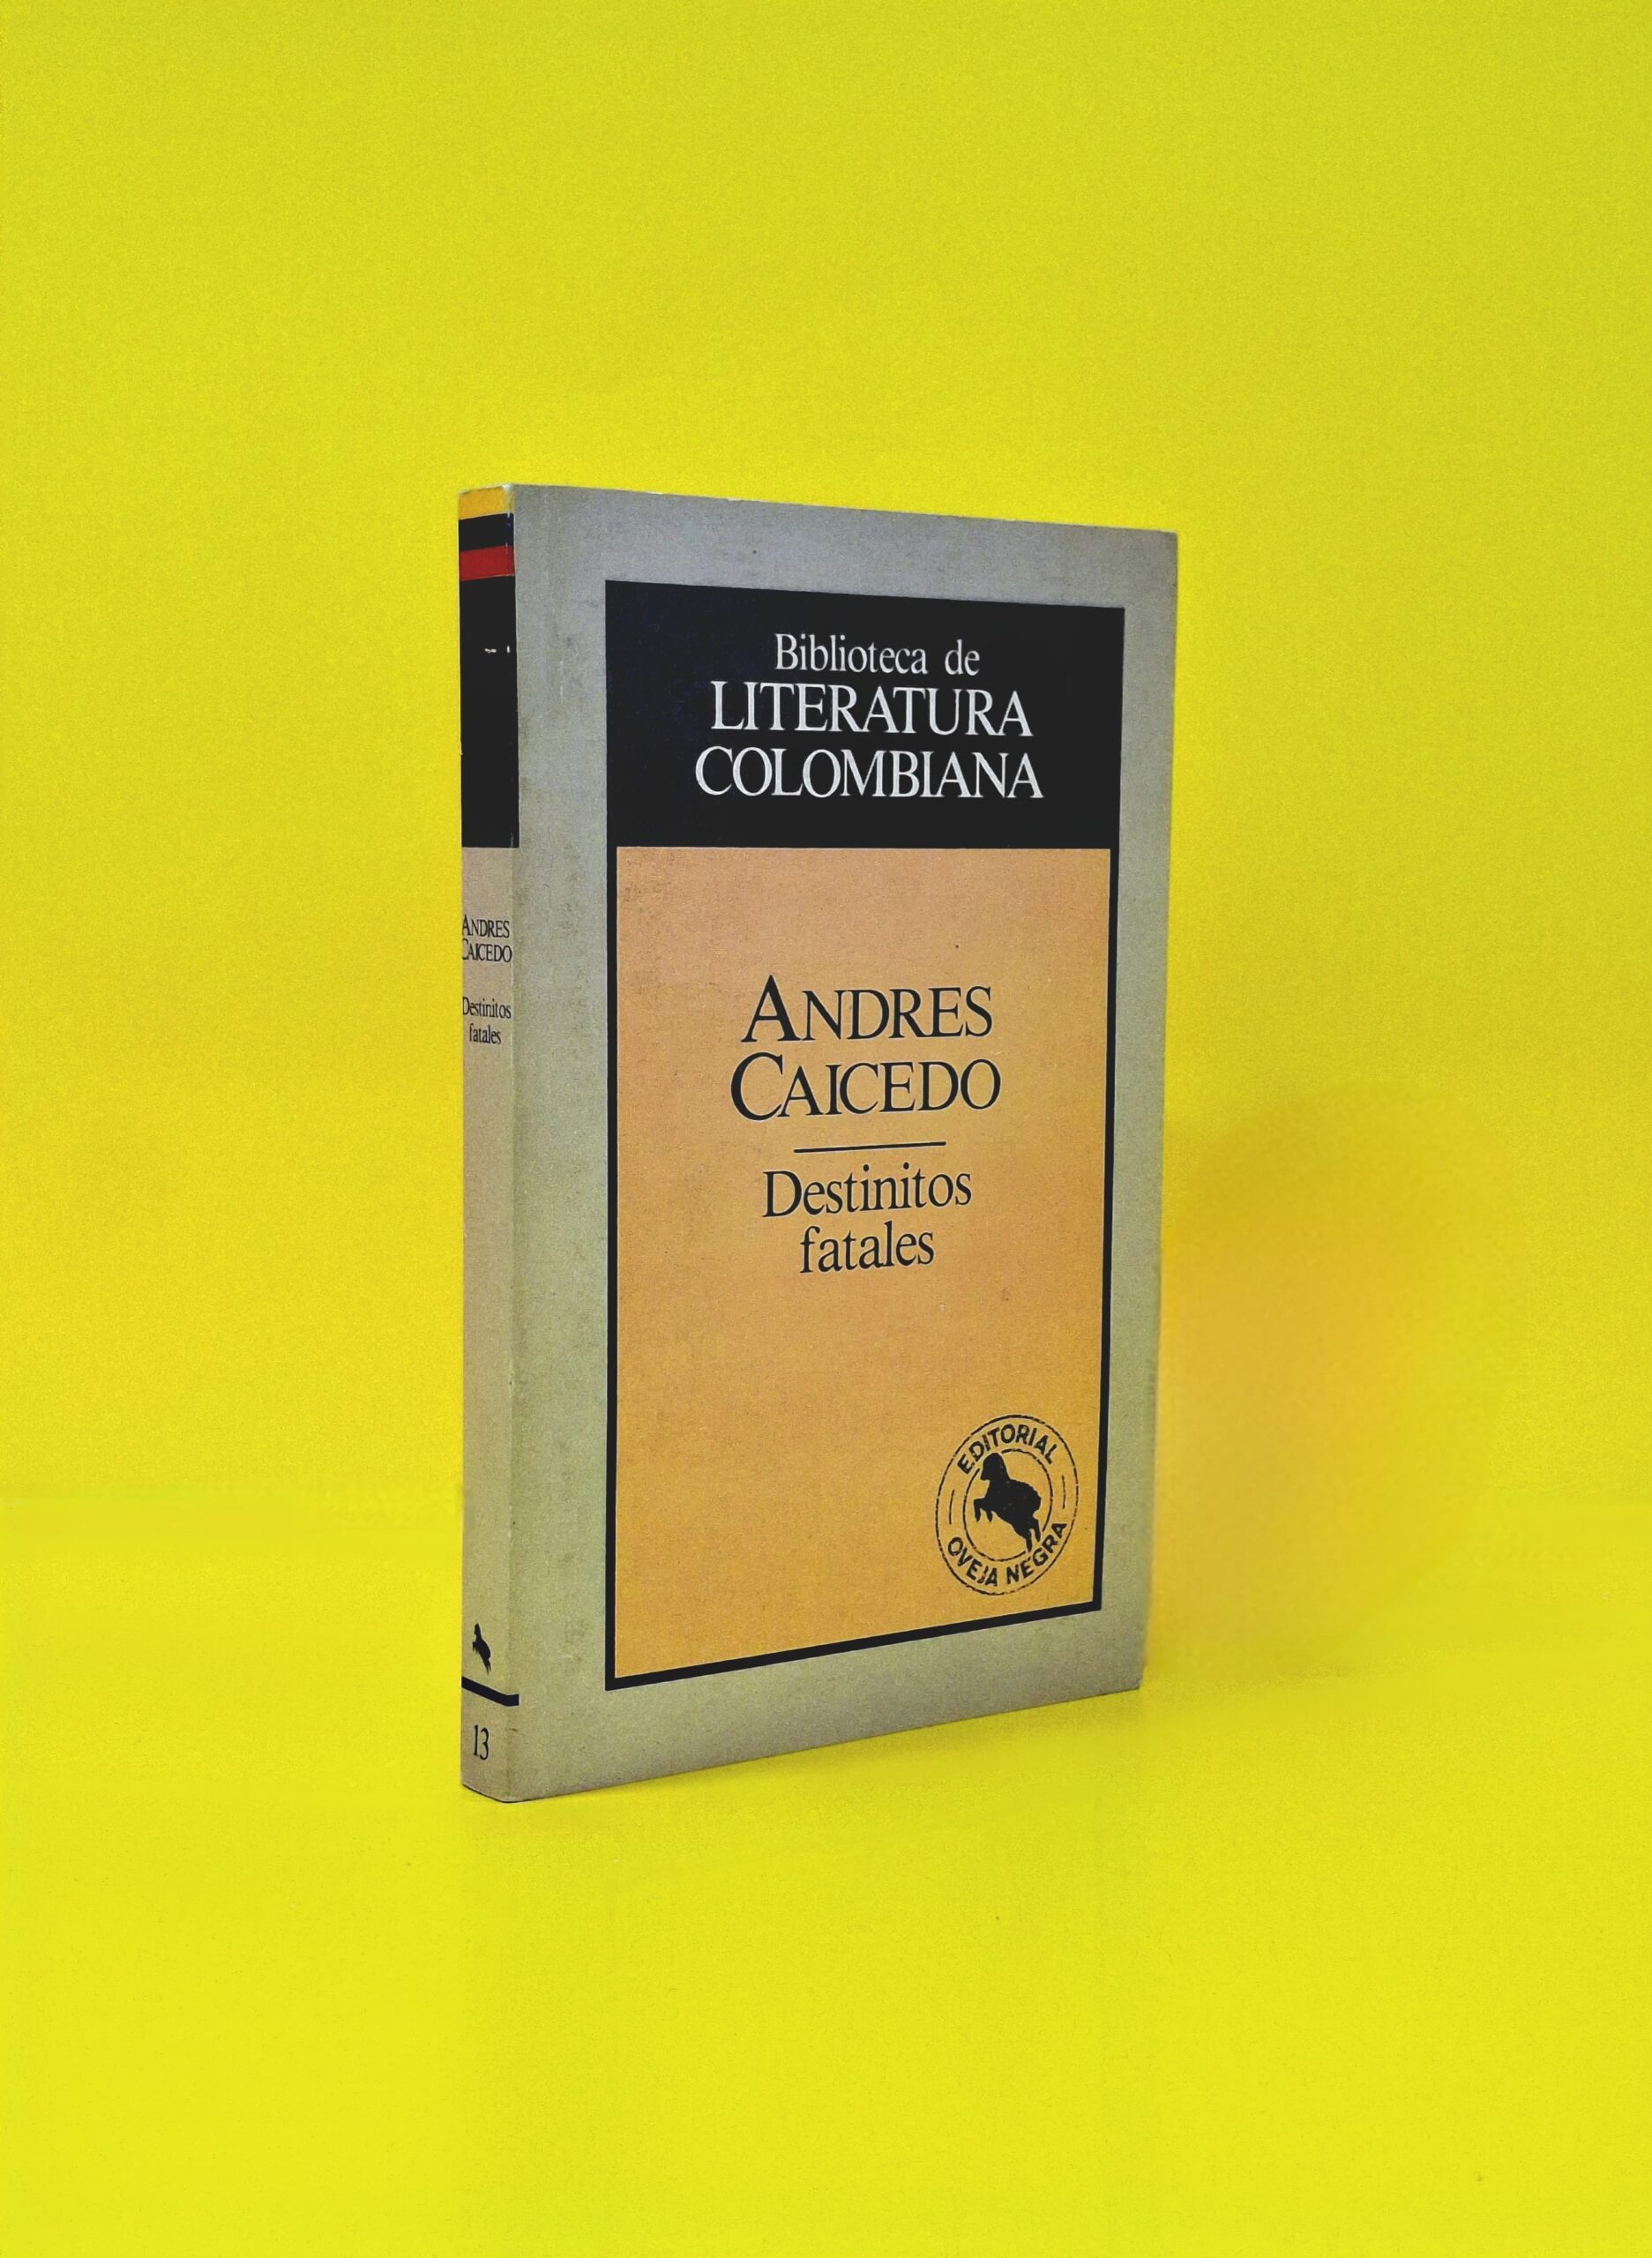 Biblioteca de
LITERATURA
COLOMBIANA
ANDRES
CAICEDO
Destinitos
fatales
EDITORIAL
OVEJA NEGRA
ANDRES
CAICEDO
Destinitos
fatales
13